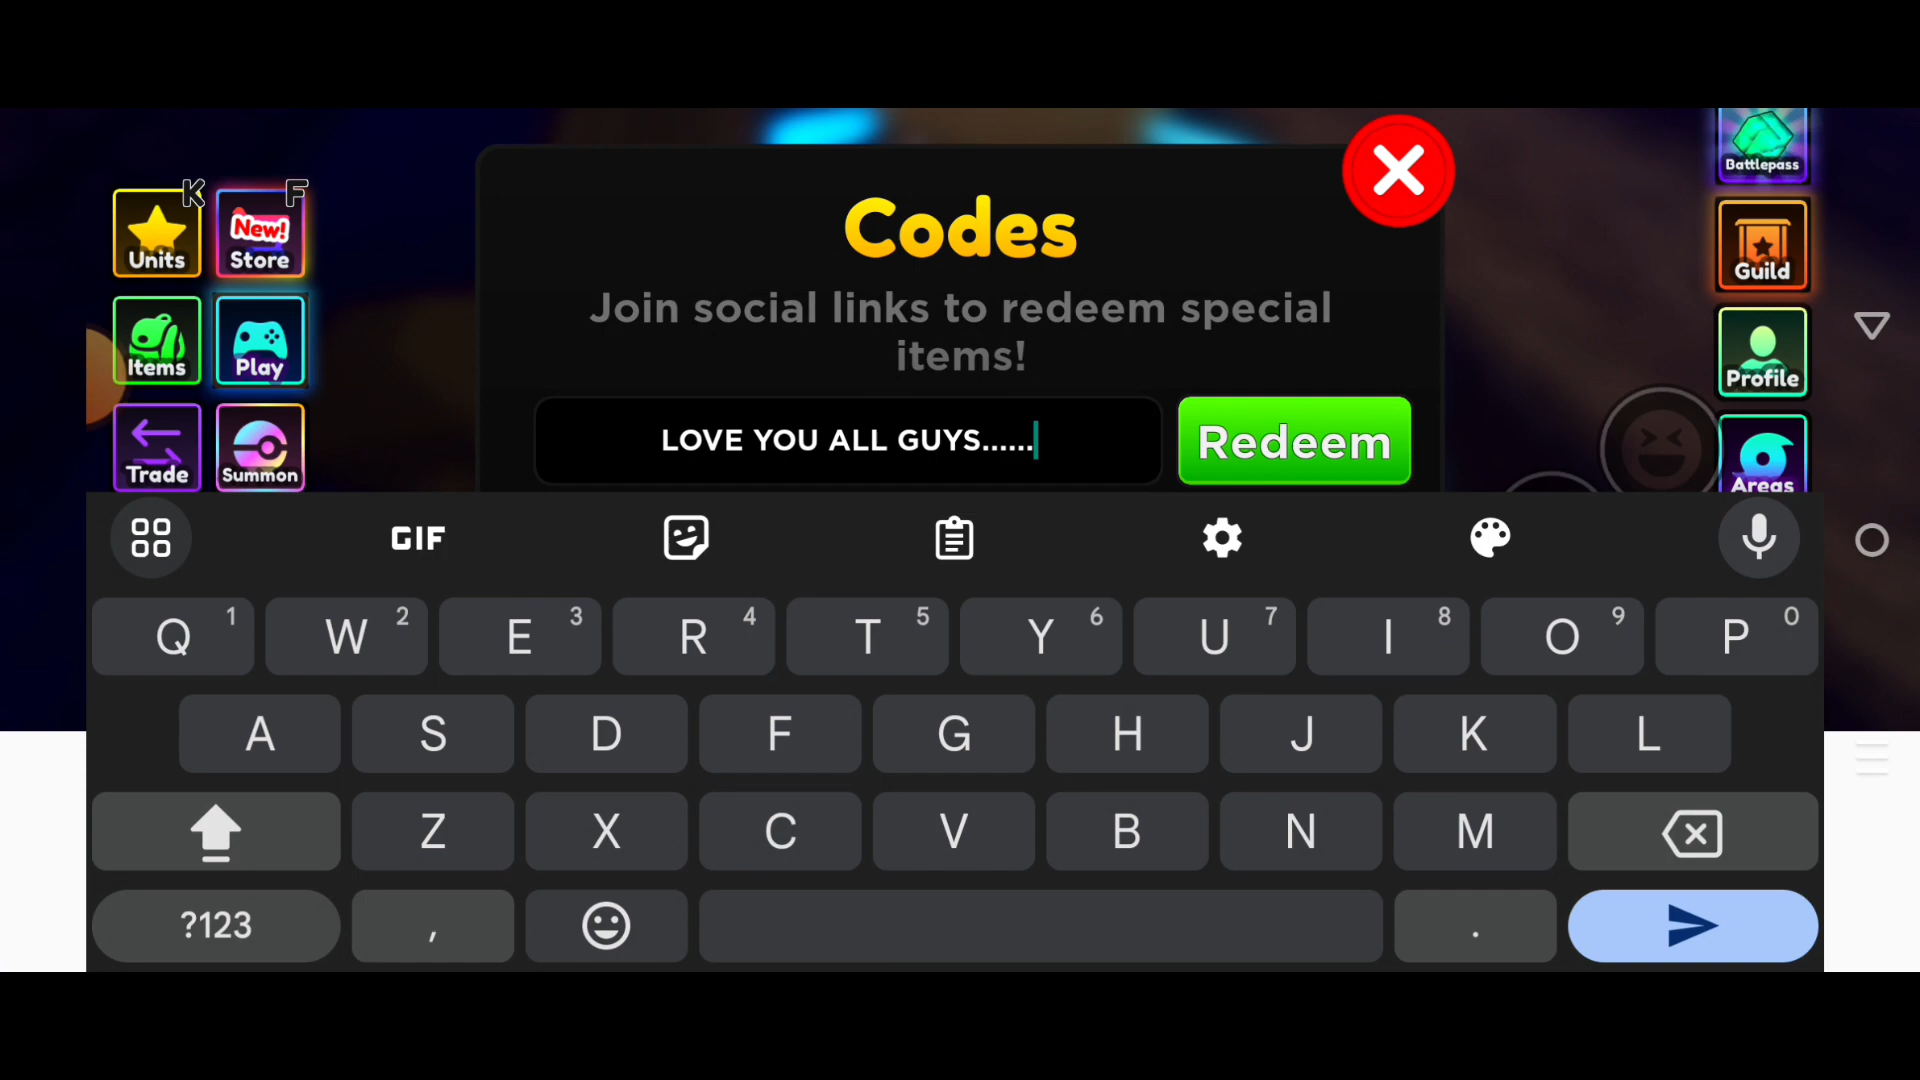 Codes
Join social links to redeem special
items!
LOVE YOU ALL GUYS......
Redeem
K
F
Units
New!
Store
Items
Play
Trade
Summon
Battlepass
Guild
Profile
Areas
GIF
Q 1 W 2 E 3 R 4 T 5 Y 6 U 7 I 8 O 9 P 0
A S D F G H J K L
Z X C V B N M
?123 , .